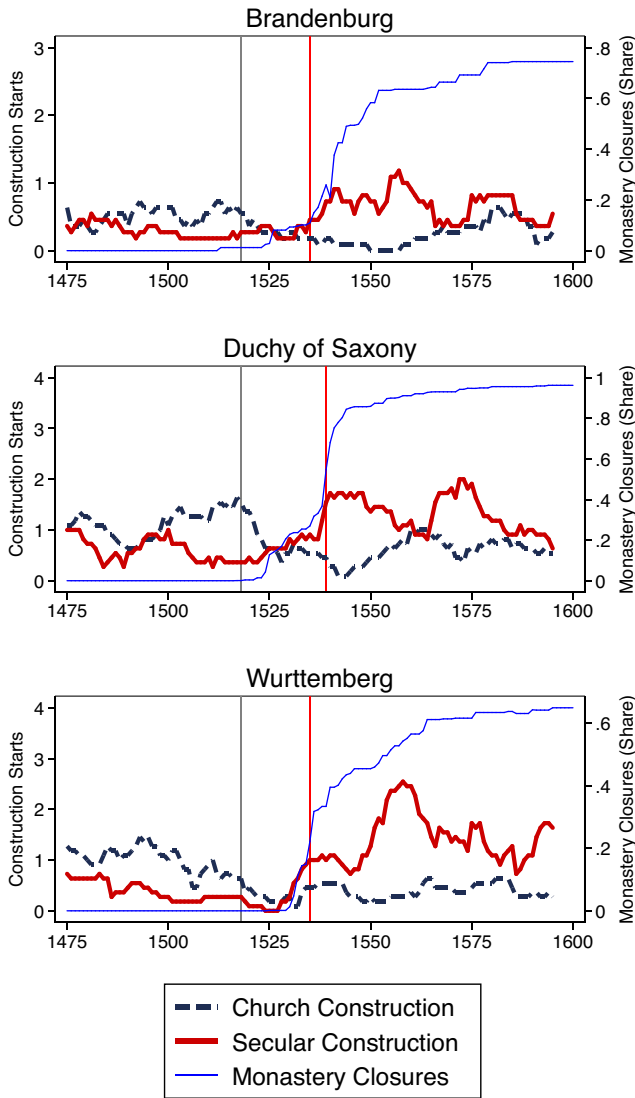 Brandenburg
Construction Starts
Monastery Closures (Share)
3
2
1
0
.8
.6
.4
.2
0
1475 1500 1525 1550 1575 1600
Duchy of Saxony
Construction Starts
Monastery Closures (Share)
4
3
2
1
0
1
.8
.6
.4
.2
0
1475 1500 1525 1550 1575 1600
Wurttemberg
Construction Starts
Monastery Closures (Share)
4
3
2
1
0
.6
.4
.2
0
1475 1500 1525 1550 1575 1600
Church Construction
Secular Construction
Monastery Closures